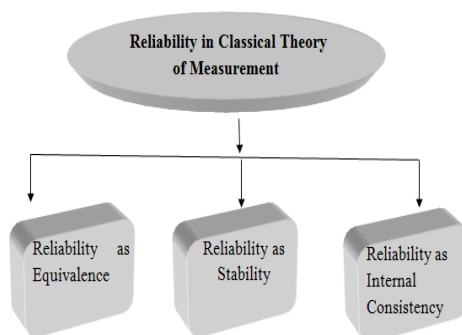 Reliability in Classical Theory
of Measurement
Reliability as
Equivalence
Reliability as
Stability
Reliability as
Internal
Consistency